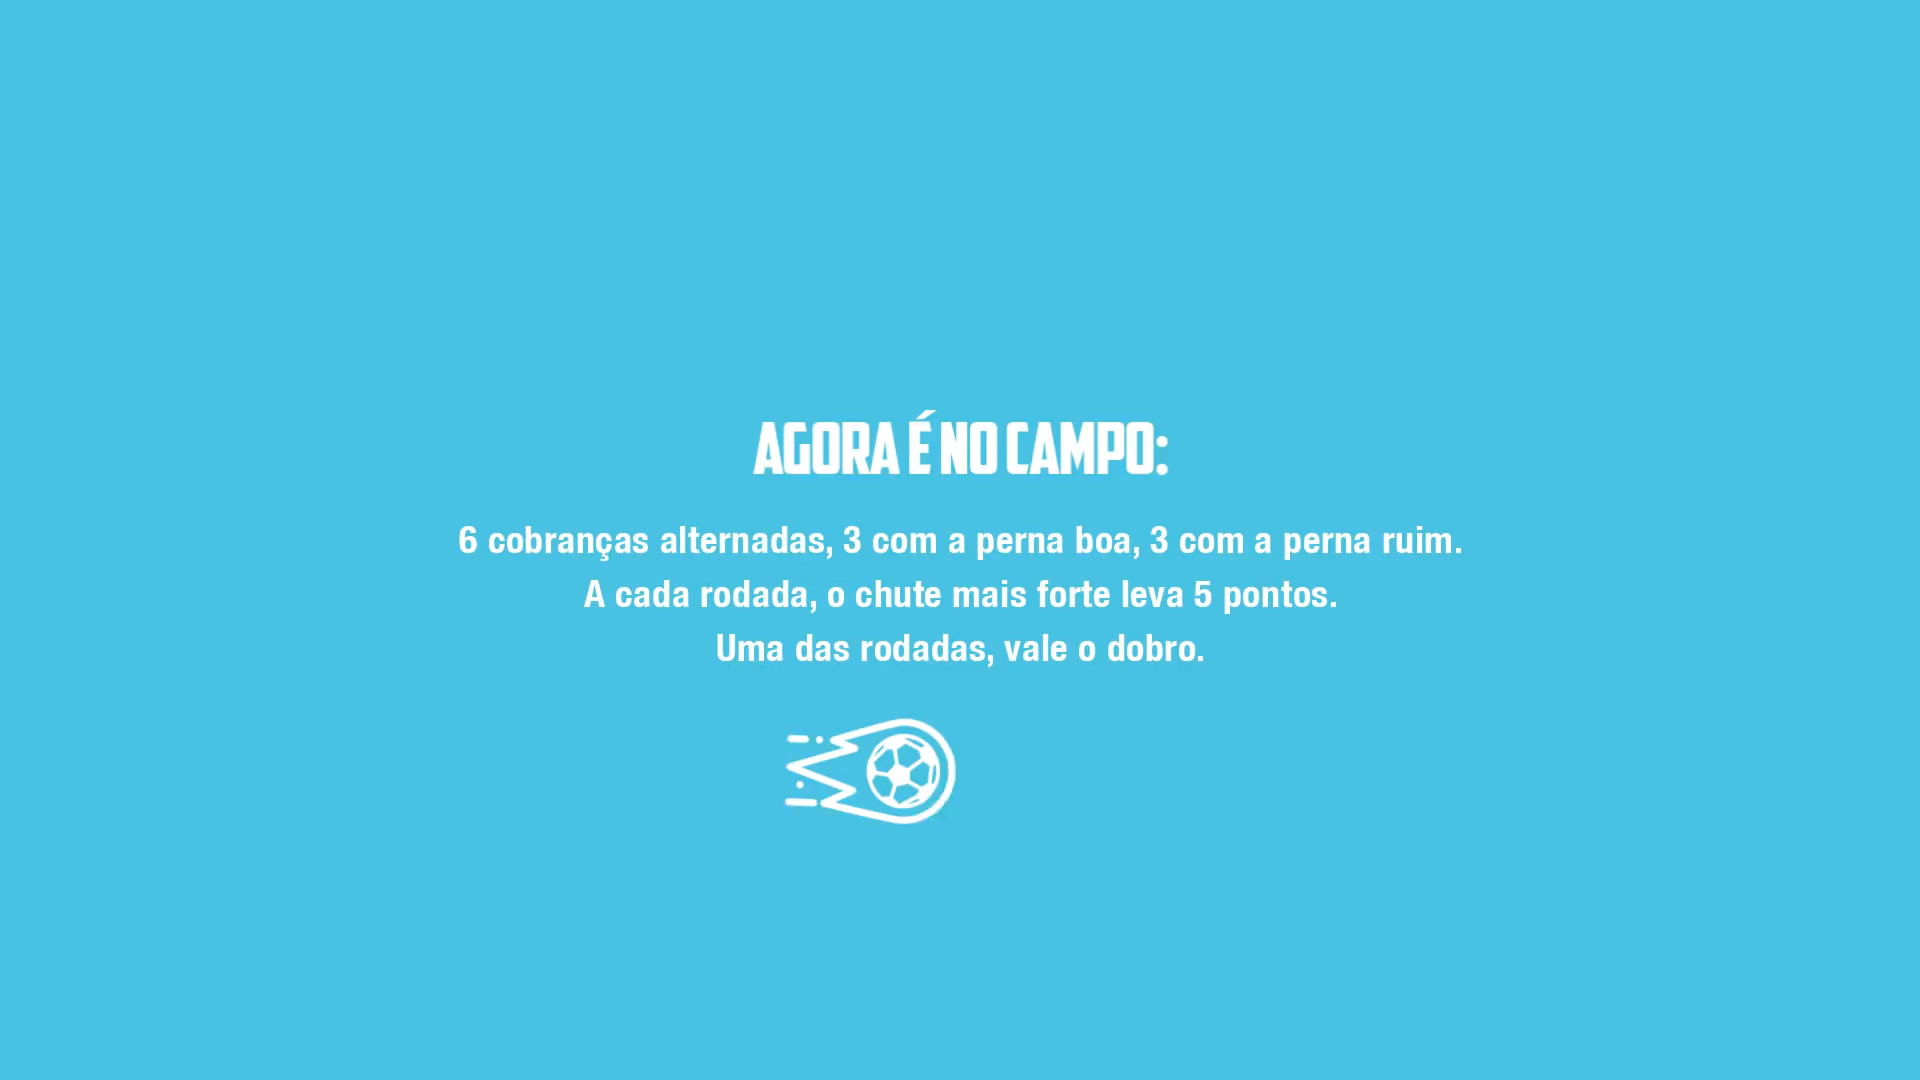 AGORA É NO CAMPO:
6 cobranças alternadas, 3 com a perna boa, 3 com a perna ruim.
A cada rodada, o chute mais forte leva 5 pontos.
Uma das rodadas, vale o dobro.